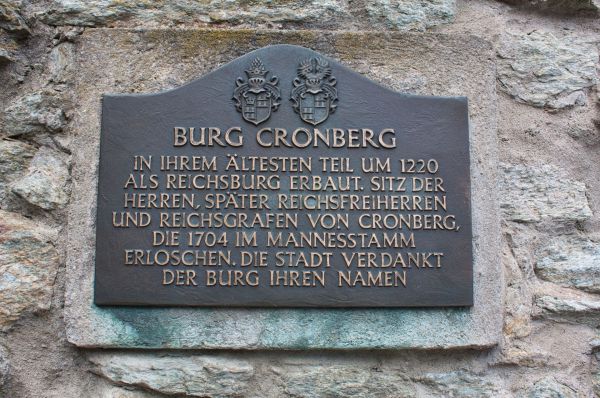 BURG CRONBERG
IN IHREM ÄLTESTEN TEIL UM 1220
ALS REICHSBURG ERBAUT. SITZ DER
HERREN, SPÄTER REICHSFREIHERREN
UND REICHSGRAFEN VON CRONBERG,
DIE 1704 IM MANNESSTAMM
ERLOSCHEN. DIE STADT VERDANKT
DER BURG IHREN NAMEN